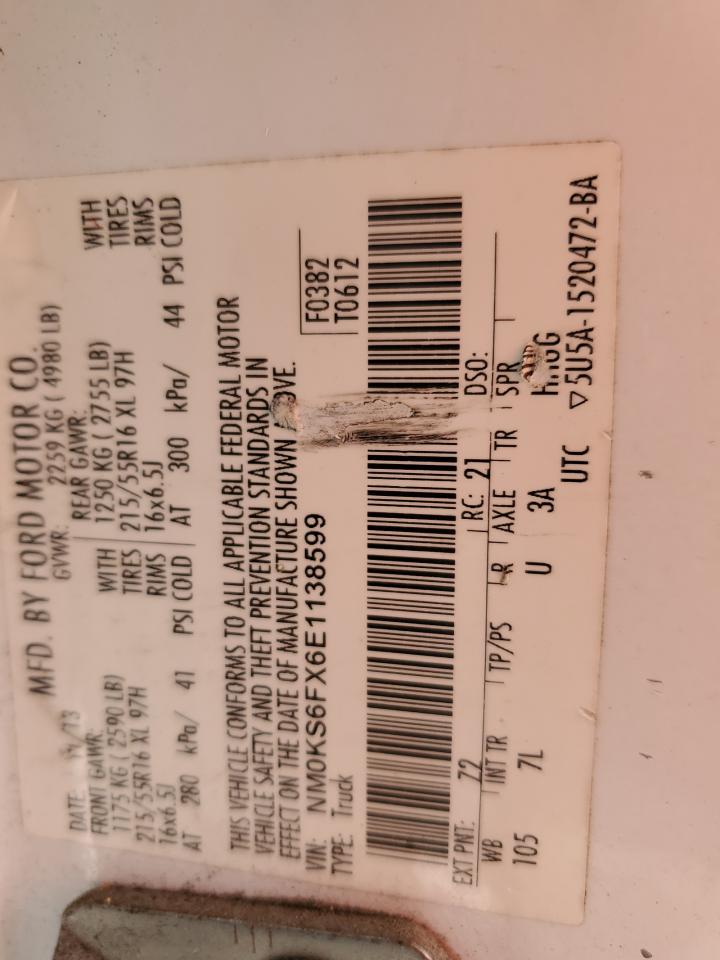 MFD. BY FORD MOTOR CO.
DATE: /13 GVWR: 2259 KG ( 4980 LB)
FRONT GAWR: REAR GAWR:
1175 KG ( 2590 LB) WITH 1250 KG ( 2755 LB) WITH
215/55R16 XL 97H TIRES 215/55R16 XL 97H TIRES
16x6.5J RIMS 16x6.5J RIMS
AT 280 kPa/ 41 PSI COLD AT 300 kPa/ 44 PSI COLD
THIS VEHICLE CONFORMS TO ALL APPLICABLE FEDERAL MOTOR
VEHICLE SAFETY AND THEFT PREVENTION STANDARDS IN
EFFECT ON THE DATE OF MANUFACTURE SHOWN OVE.
VIN: NM0KS6FX6E1138599 F0382
TYPE: Truck T0612
EXT PNT: Z2 RC: 21 DSO:
WB INT TR TP/PS R AXLE TR SPR
105 7L U 3A
UTC ▽5U5A-1520472-BA